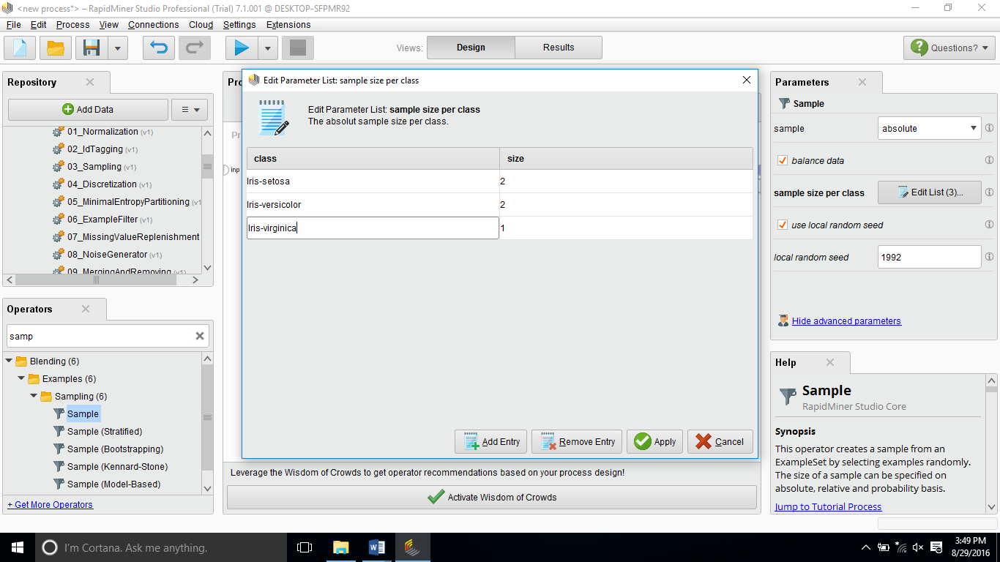 <new process*> – RapidMiner Studio Professional (Trial) 7.1.001 @ DESKTOP-SFPMR92
File Edit Process View Connections Cloud Settings Extensions
Views: Design Results Questions?
Repository
Add Data
01_Normalization (v1)
02_IdTagging (v1)
03_Sampling (v1)
04_Discretization (v1)
05_MinimalEntropyPartitioning (v1
06_ExampleFilter (v1)
07_MissingValueReplenishment
08_NoiseGenerator (v1)
09_MergingAndRemoving (v1)
Operators
samp
Blending (6)
Examples (6)
Sampling (6)
Sample
Sample (Stratified)
Sample (Bootstrapping)
Sample (Kennard-Stone)
Sample (Model-Based)
+ Get More Operators
Pro
Pr
inp
Edit Parameter List: sample size per class
Edit Parameter List: sample size per class
The absolut sample size per class.
class size
Iris-setosa 2
Iris-versicolor 2
Iris-virginica 1
Add Entry Remove Entry Apply Cancel
Leverage the Wisdom of Crowds to get operator recommendations based on your process design!
Activate Wisdom of Crowds
Parameters
Sample
sample absolute
balance data
sample size per class Edit List (3)...
use local random seed
local random seed 1992
Hide advanced parameters
Help
Sample
RapidMiner Studio Core
Synopsis
This operator creates a sample from an
ExampleSet by selecting examples randomly.
The size of a sample can be specified on
absolute, relative and probability basis.
Jump to Tutorial Process
I'm Cortana. Ask me anything.
3:49 PM
8/29/2016